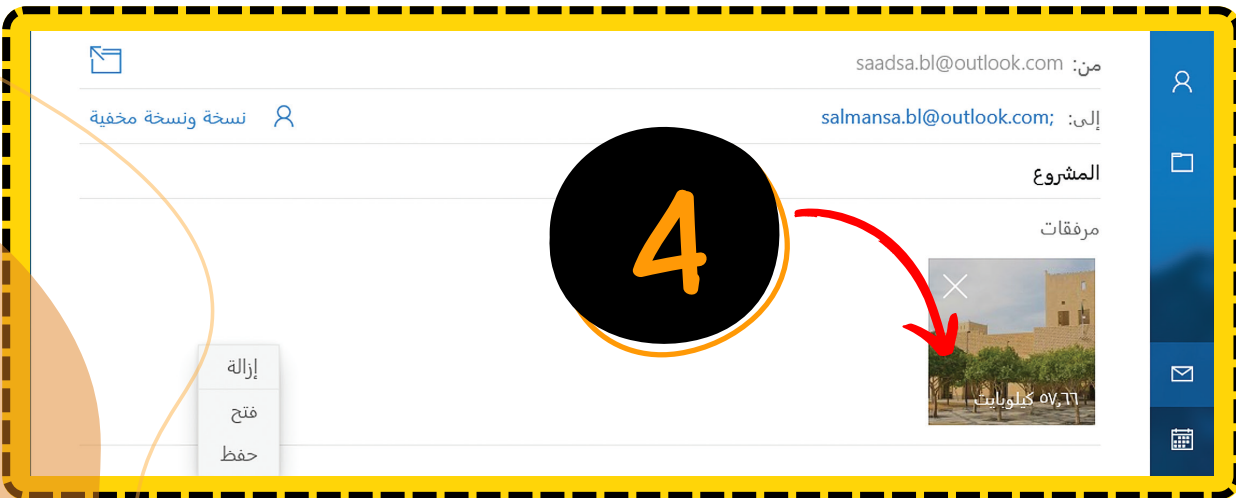 من: saadsa.bl@outlook.com
إلى: salmansa.bl@outlook.com;
نسخة ونسخة مخفية
المشروع
مرفقات
4
٥٧,٦٦ كيلوبايت
إزالة
فتح
حفظ